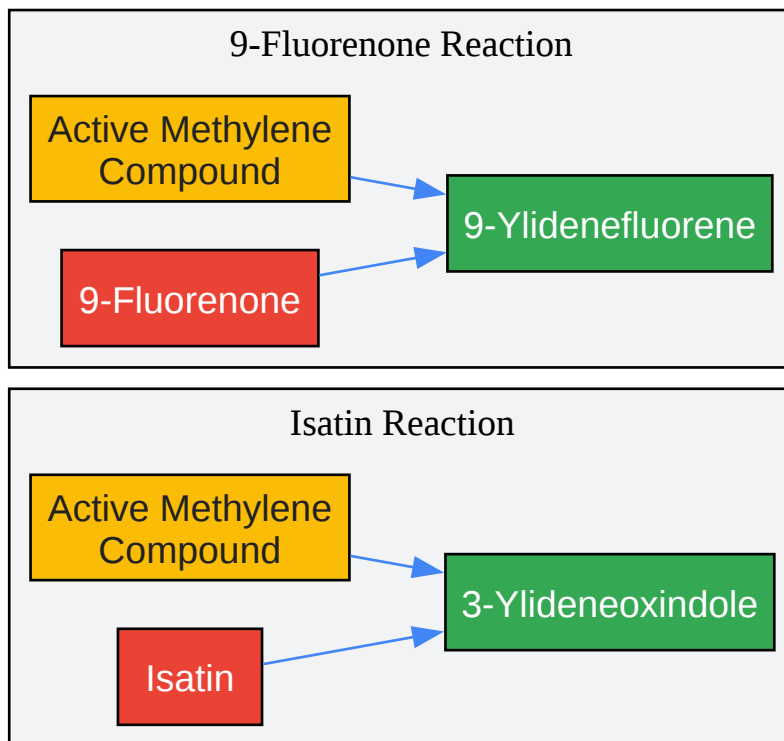 9-Fluorenone Reaction
Active Methylene
Compound
9-Ylidenefluorene
9-Fluorenone
Isatin Reaction
Active Methylene
Compound
3-Ylideneoxindole
Isatin